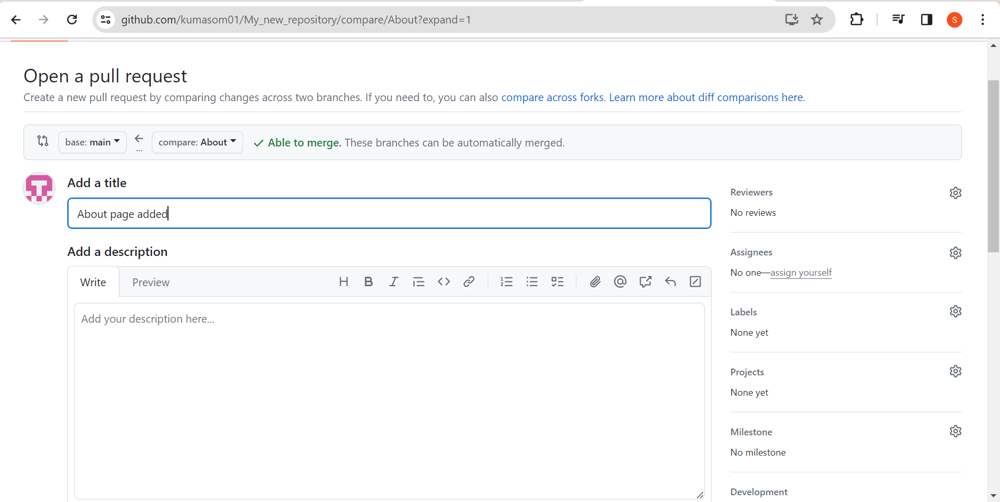 github.com/kumasom01/My_new_repository/compare/About?expand=1
S
Open a pull request
Create a new pull request by comparing changes across two branches. If you need to, you can also compare across forks. Learn more about diff comparisons here.
base: main
...
compare: About
Able to merge. These branches can be automatically merged.
Add a title
About page added
Add a description
Write Preview
Add your description here...
Reviewers
No reviews
Assignees
No one—assign yourself
Labels
None yet
Projects
None yet
Milestone
No milestone
Development